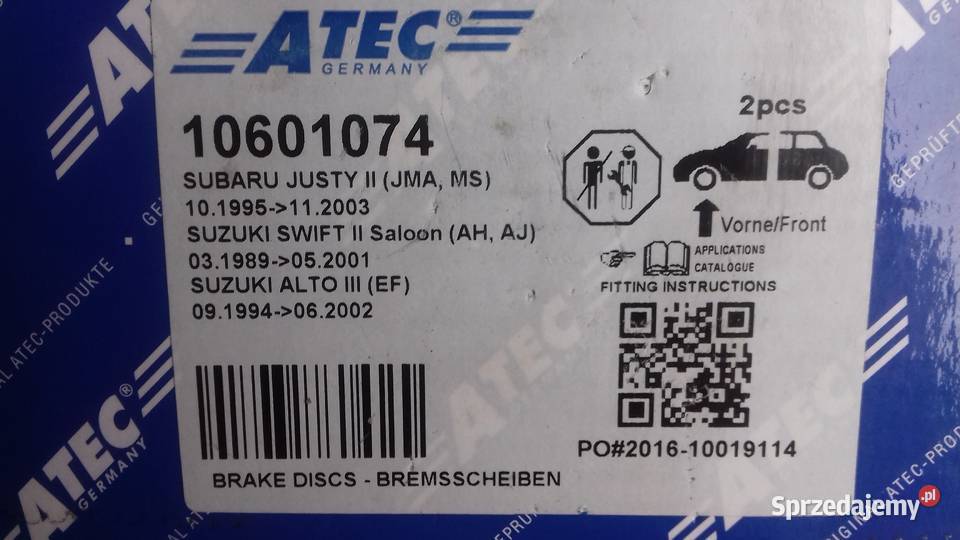 ATEC®
GERMANY
10601074
SUBARU JUSTY II (JMA, MS)
10.1995->11.2003
SUZUKI SWIFT II Saloon (AH, AJ)
03.1989->05.2001
SUZUKI ALTO III (EF)
09.1994->06.2002
2pcs
Vorne/Front
APPLICATIONS
CATALOGUE
FITTING INSTRUCTIONS
PO#2016-10019114
BRAKE DISCS - BREMSSCHEIBEN
ATEC-PRODUKTE
ATEC®
GERMANY
ATEC
GERMANY
Sprzedajemy.pl